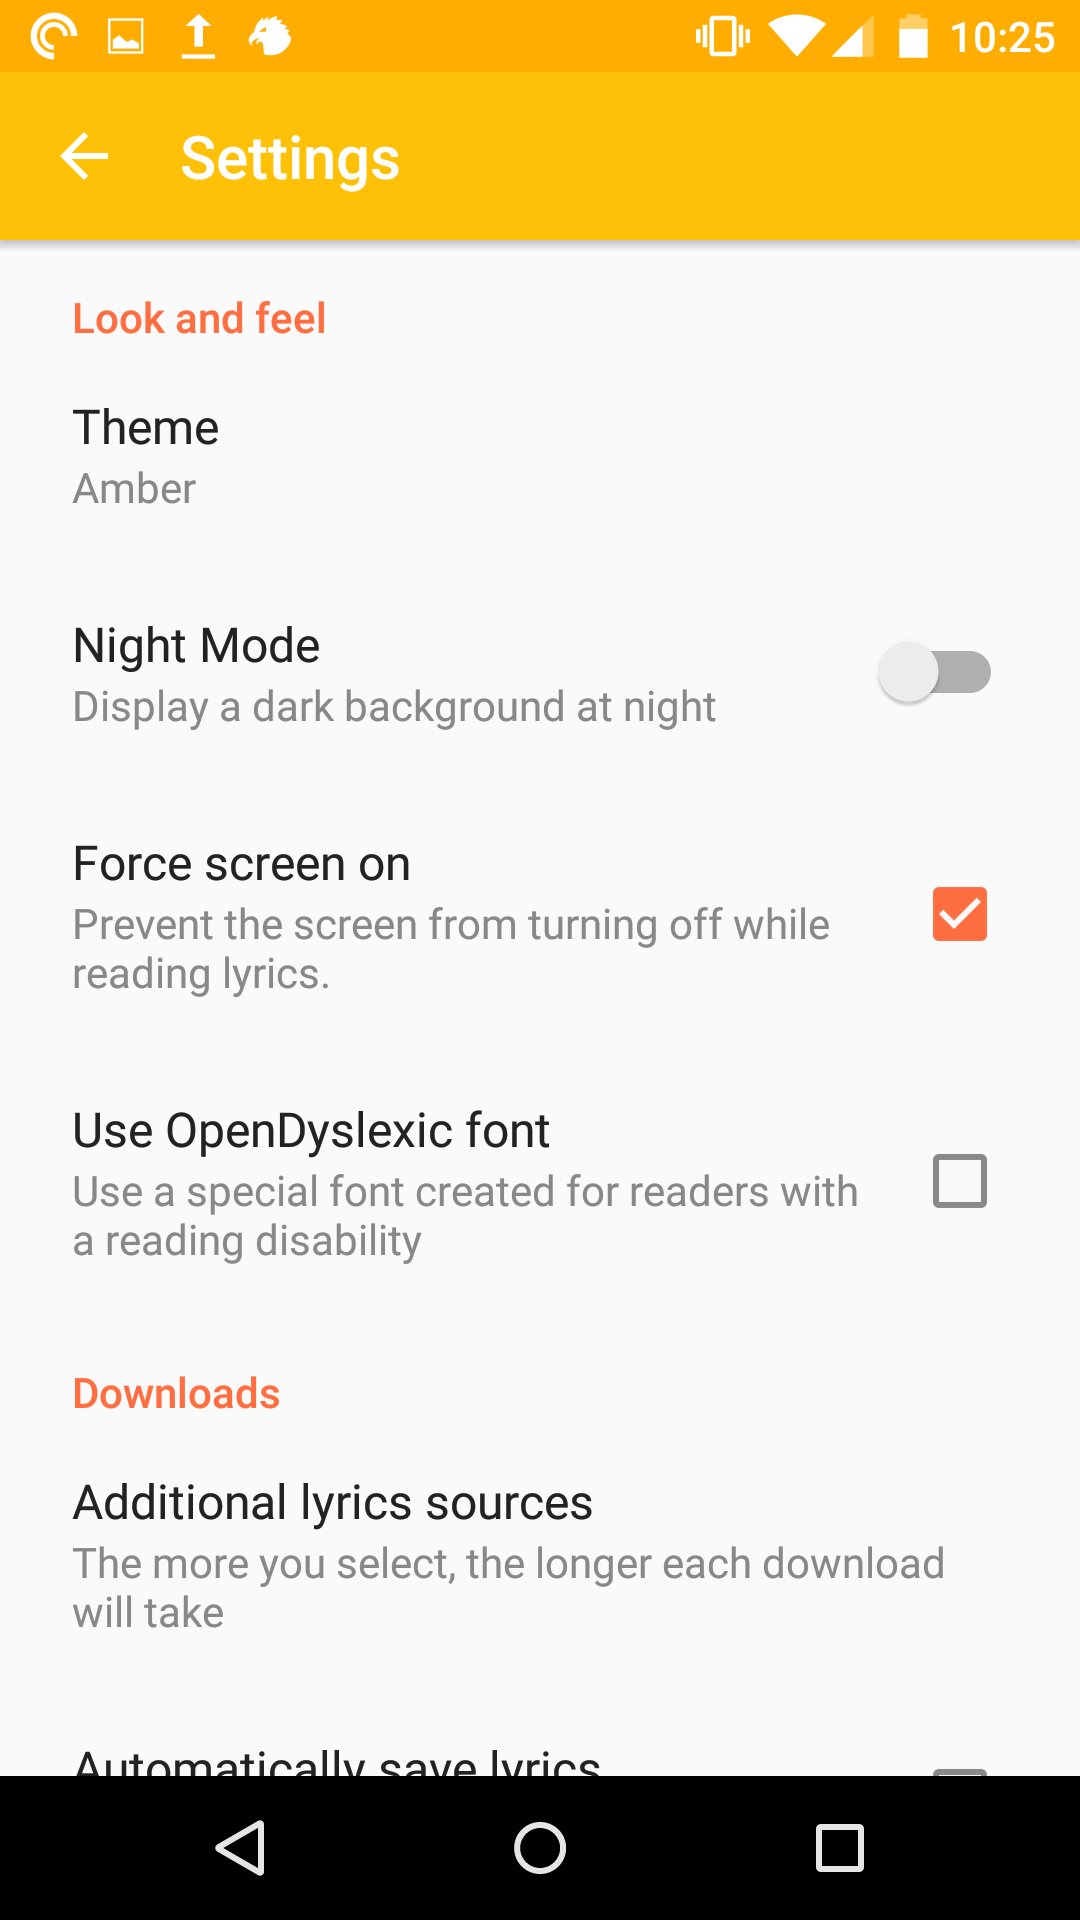 10:25
Settings
Look and feel
Theme
Amber
Night Mode
Display a dark background at night
Force screen on
Prevent the screen from turning off while
reading lyrics.
Use OpenDyslexic font
Use a special font created for readers with
a reading disability
Downloads
Additional lyrics sources
The more you select, the longer each download
will take
Automatically save lyrics